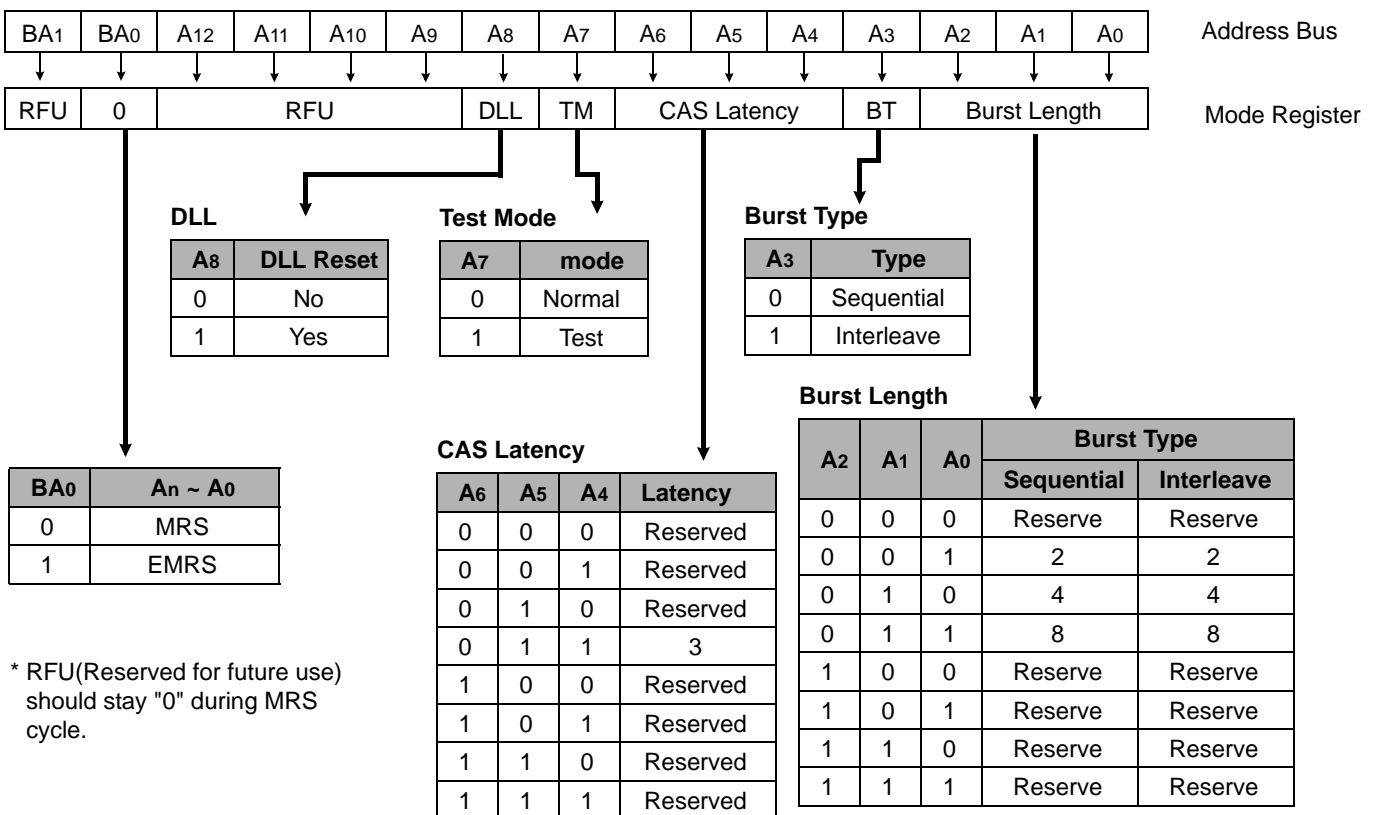 BA1 BA0 A12 A11 A10 A9 A8 A7 A6 A5 A4 A3 A2 A1 A0 Address Bus
RFU 0 RFU DLL TM CAS Latency BT Burst Length Mode Register
DLL
A8 DLL Reset
0 No
1 Yes
Test Mode
A7 mode
0 Normal
1 Test
Burst Type
A3 Type
0 Sequential
1 Interleave
BA0 An ~ A0
0 MRS
1 EMRS
* RFU(Reserved for future use)
should stay "0" during MRS
cycle.
CAS Latency
A6 A5 A4 Latency
0 0 0 Reserved
0 0 1 Reserved
0 1 0 Reserved
0 1 1 3
1 0 0 Reserved
1 0 1 Reserved
1 1 0 Reserved
1 1 1 Reserved
Burst Length
A2 A1 A0 Burst Type
Sequential Interleave
0 0 0 Reserve Reserve
0 0 1 2 2
0 1 0 4 4
0 1 1 8 8
1 0 0 Reserve Reserve
1 0 1 Reserve Reserve
1 1 0 Reserve Reserve
1 1 1 Reserve Reserve